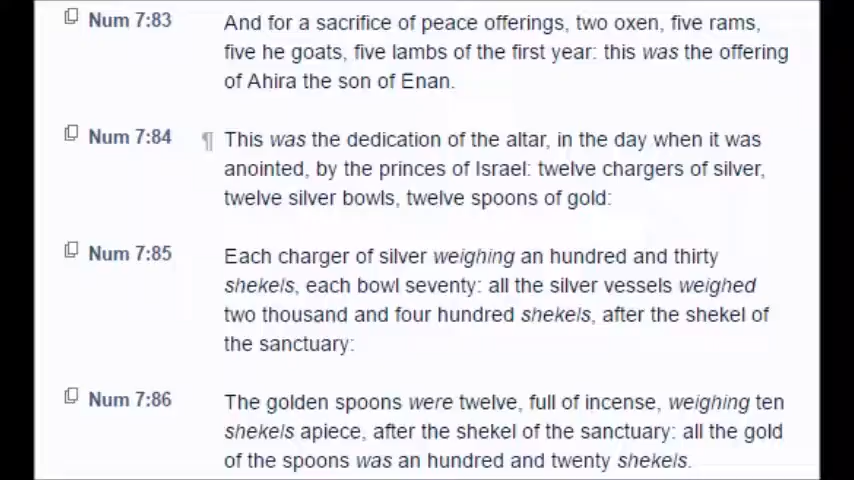 Num 7:83 And for a sacrifice of peace offerings, two oxen, five rams,
five he goats, five lambs of the first year: this was the offering
of Ahira the son of Enan.
Num 7:84 ¶ This was the dedication of the altar, in the day when it was
anointed, by the princes of Israel: twelve chargers of silver,
twelve silver bowls, twelve spoons of gold:
Num 7:85 Each charger of silver weighing an hundred and thirty
shekels, each bowl seventy: all the silver vessels weighed
two thousand and four hundred shekels, after the shekel of
the sanctuary:
Num 7:86 The golden spoons were twelve, full of incense, weighing ten
shekels apiece, after the shekel of the sanctuary: all the gold
of the spoons was an hundred and twenty shekels.